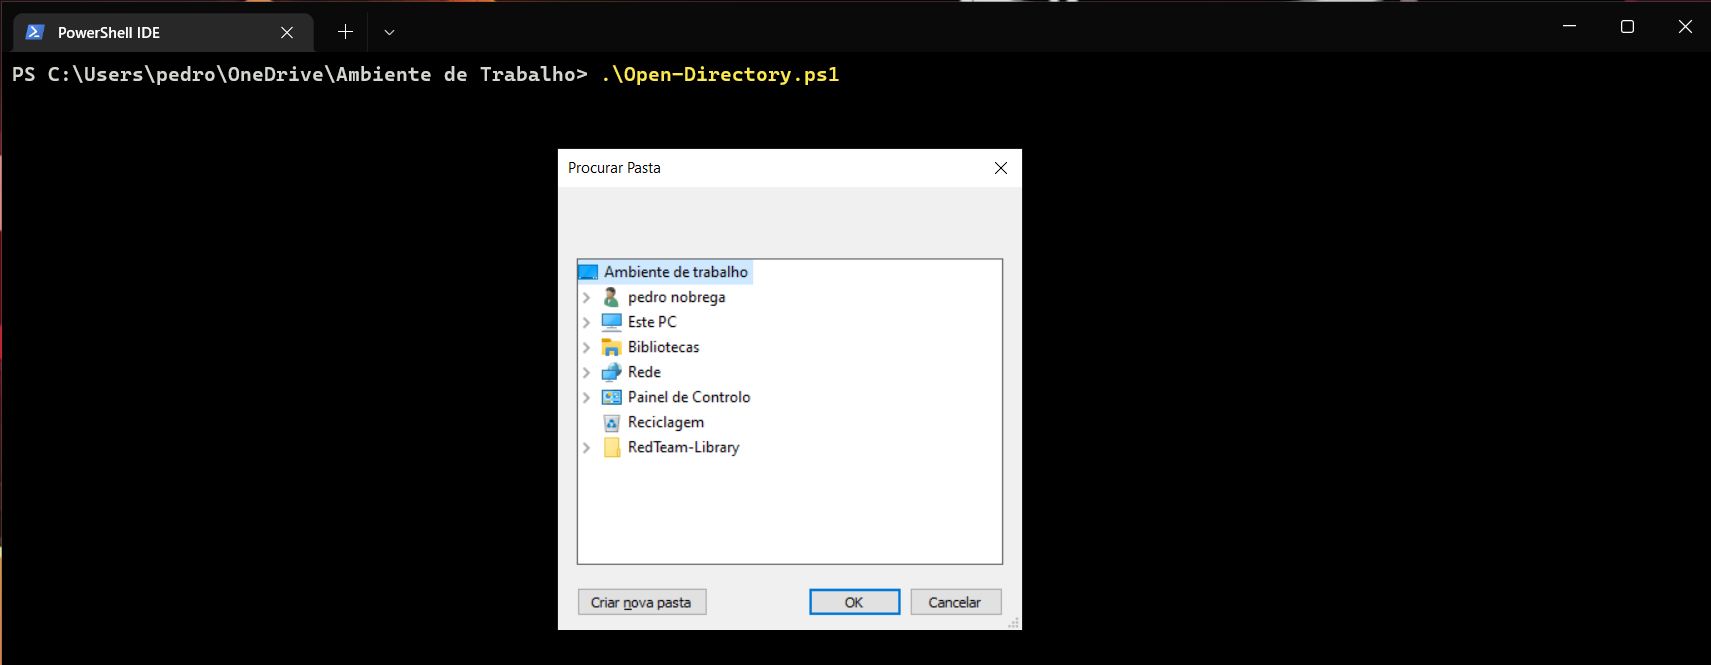 PowerShell IDE
PS C:\Users\pedro\OneDrive\Ambiente de Trabalho> .\Open-Directory.ps1
Procurar Pasta
Ambiente de trabalho
pedro nobrega
Este PC
Bibliotecas
Rede
Painel de Controlo
Reciclagem
RedTeam-Library
Criar nova pasta OK Cancelar